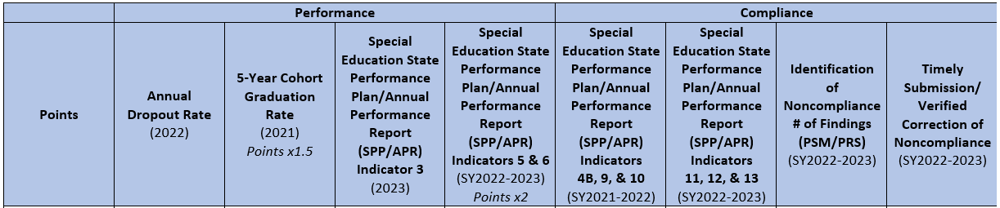 Performance
Compliance
Points
Annual
Dropout Rate
(2022)
5-Year Cohort
Graduation
Rate
(2021)
Points x1.5
Special
Education State
Performance
Plan/Annual
Performance
Report
(SPP/APR)
Indicator 3
(2023)
Special
Education State
Performance
Plan/Annual
Performance
Report
(SPP/APR)
Indicators 5 & 6
(SY2022-2023)
Points x2
Special
Education State
Performance
Plan/Annual
Performance
Report
(SPP/APR)
Indicators
4B, 9, & 10
(SY2021-2022)
Special
Education State
Performance
Plan/Annual
Performance
Report
(SPP/APR)
Indicators
11, 12, & 13
(SY2022-2023)
Identification
of
Noncompliance
# of Findings
(PSM/PRS)
(SY2022-2023)
Timely
Submission/
Verified
Correction of
Noncompliance
(SY2022-2023)